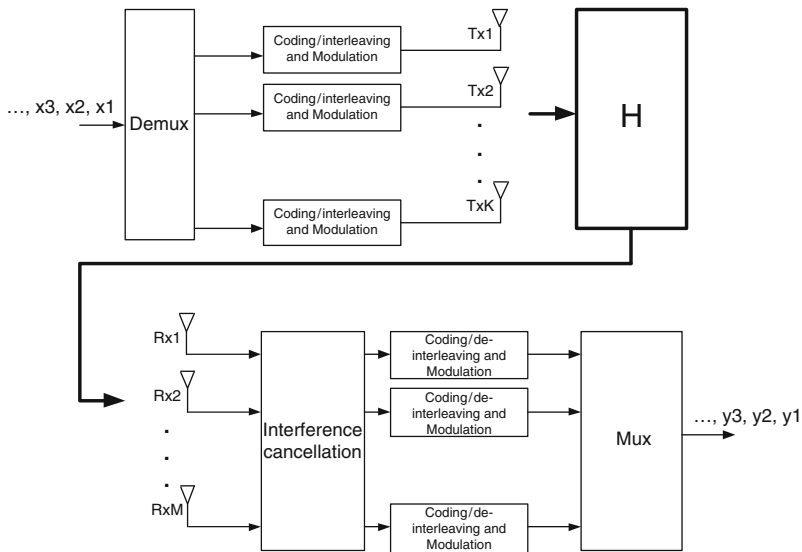 Coding/interleaving
and Modulation
Tx1
..., x3, x2, x1
Demux
Coding/interleaving
and Modulation
Tx2
H
Coding/interleaving
and Modulation
TxK
Rx1
Coding/de-
interleaving and
Modulation
Rx2
Interference
cancellation
Coding/de-
interleaving and
Modulation
Mux
..., y3, y2, y1
RxM
Coding/de-
interleaving and
Modulation